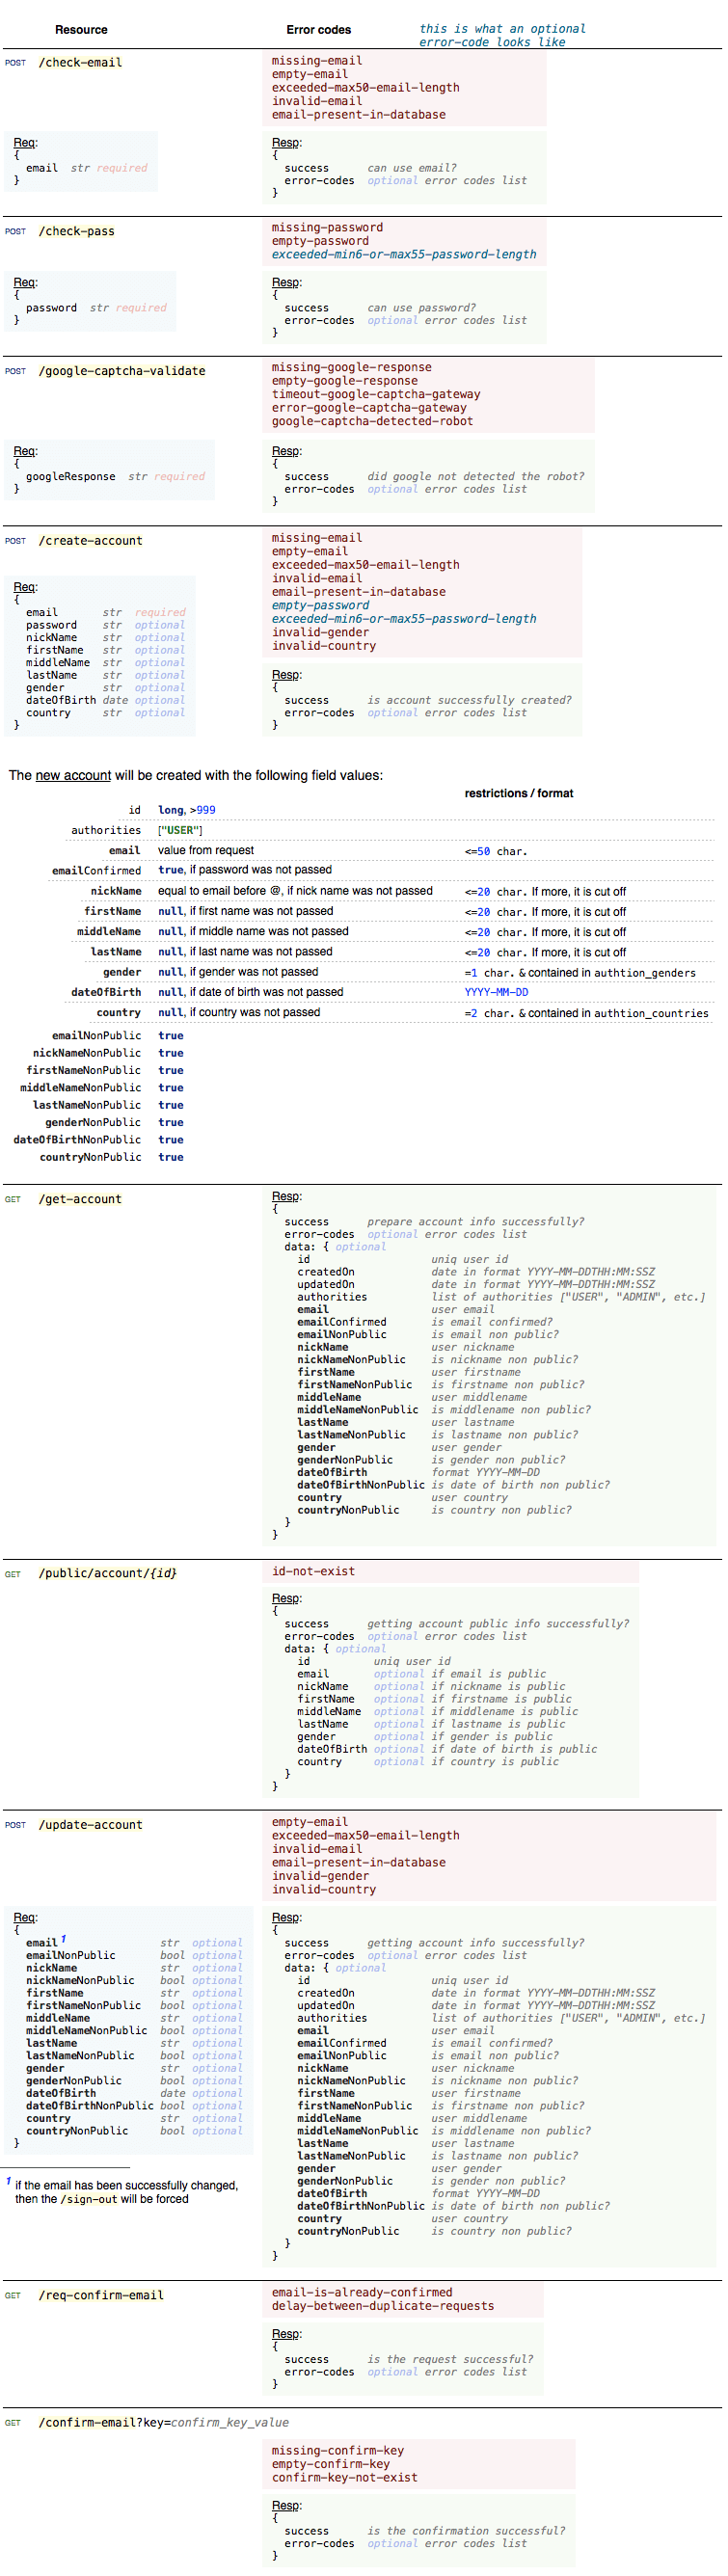 Resource Error codes this is what an optional
error-code looks like
POST /check-email missing-email
empty-email
exceeded-max50-email-length
invalid-email
email-present-in-database
Req: Resp:
{ {
email str required success can use email?
} error-codes optional error codes list
}
POST /check-pass missing-password
empty-password
exceeded-min6-or-max55-password-length
Req: Resp:
{ {
password str required success can use password?
} error-codes optional error codes list
}
POST /google-captcha-validate missing-google-response
empty-google-response
timeout-google-captcha-gateway
error-google-captcha-gateway
google-captcha-detected-robot
Req: Resp:
{ {
googleResponse str required success did google not detected the robot?
} error-codes optional error codes list
}
POST /create-account missing-email
empty-email
exceeded-max50-email-length
invalid-email
email-present-in-database
empty-password
exceeded-min6-or-max55-password-length
invalid-gender
invalid-country
Req:
{
email str required
password str optional
nickName str optional
firstName str optional
middleName str optional
lastName str optional
gender str optional
dateOfBirth date optional
country str optional
}
Resp:
{
success is account successfully created?
error-codes optional error codes list
}
The new account will be created with the following field values:
restrictions / format
id long, >999
authorities ["USER"]
email value from request <=50 char.
emailConfirmed true, if password was not passed
nickName equal to email before @, if nick name was not passed <=20 char. If more, it is cut off
firstName null, if first name was not passed <=20 char. If more, it is cut off
middleName null, if middle name was not passed <=20 char. If more, it is cut off
lastName null, if last name was not passed <=20 char. If more, it is cut off
gender null, if gender was not passed =1 char. & contained in authtion_genders
dateOfBirth null, if date of birth was not passed YYYY-MM-DD
country null, if country was not passed =2 char. & contained in authtion_countries
emailNonPublic true
nickNameNonPublic true
firstNameNonPublic true
middleNameNonPublic true
lastNameNonPublic true
genderNonPublic true
dateOfBirthNonPublic true
countryNonPublic true
GET /get-account Resp:
{
success prepare account info successfully?
error-codes optional error codes list
data: { optional
id uniq user id
createdOn date in format YYYY-MM-DDTHH:MM:SSZ
updatedOn date in format YYYY-MM-DDTHH:MM:SSZ
authorities list of authorities ["USER", "ADMIN", etc.]
email user email
emailConfirmed is email confirmed?
emailNonPublic is email non public?
nickName user nickname
nickNameNonPublic is nickname non public?
firstName user firstname
firstNameNonPublic is firstname non public?
middleName user middlename
middleNameNonPublic is middlename non public?
lastName user lastname
lastNameNonPublic is lastname non public?
gender user gender
genderNonPublic is gender non public?
dateOfBirth format YYYY-MM-DD
dateOfBirthNonPublic is date of birth non public?
country user country
countryNonPublic is country non public?
}
}
GET /public/account/{id} id-not-exist
Resp:
{
success getting account public info successfully?
error-codes optional error codes list
data: { optional
id uniq user id
email optional if email is public
nickName optional if nickname is public
firstName optional if firstname is public
middleName optional if middlename is public
lastName optional if lastname is public
gender optional if gender is public
dateOfBirth optional if date of birth is public
country optional if country is public
}
}
POST /update-account empty-email
exceeded-max50-email-length
invalid-email
email-present-in-database
invalid-gender
invalid-country
Req:
{
email 1 str optional
emailNonPublic bool optional
nickName str optional
nickNameNonPublic bool optional
firstName str optional
firstNameNonPublic bool optional
middleName str optional
middleNameNonPublic bool optional
lastName str optional
lastNameNonPublic bool optional
gender str optional
genderNonPublic bool optional
dateOfBirth date optional
dateOfBirthNonPublic bool optional
country str optional
countryNonPublic bool optional
}
1 if the email has been successfully changed,
then the /sign-out will be forced
Resp:
{
success getting account info successfully?
error-codes optional error codes list
data: { optional
id uniq user id
createdOn date in format YYYY-MM-DDTHH:MM:SSZ
updatedOn date in format YYYY-MM-DDTHH:MM:SSZ
authorities list of authorities ["USER", "ADMIN", etc.]
email user email
emailConfirmed is email confirmed?
emailNonPublic is email non public?
nickName user nickname
nickNameNonPublic is nickname non public?
firstName user firstname
firstNameNonPublic is firstname non public?
middleName user middlename
middleNameNonPublic is middlename non public?
lastName user lastname
lastNameNonPublic is lastname non public?
gender user gender
genderNonPublic is gender non public?
dateOfBirth format YYYY-MM-DD
dateOfBirthNonPublic is date of birth non public?
country user country
countryNonPublic is country non public?
}
}
GET /req-confirm-email email-is-already-confirmed
delay-between-duplicate-requests
Resp:
{
success is the request successful?
error-codes optional error codes list
}
GET /confirm-email?key=confirm_key_value
missing-confirm-key
empty-confirm-key
confirm-key-not-exist
Resp:
{
success is the confirmation successful?
error-codes optional error codes list
}